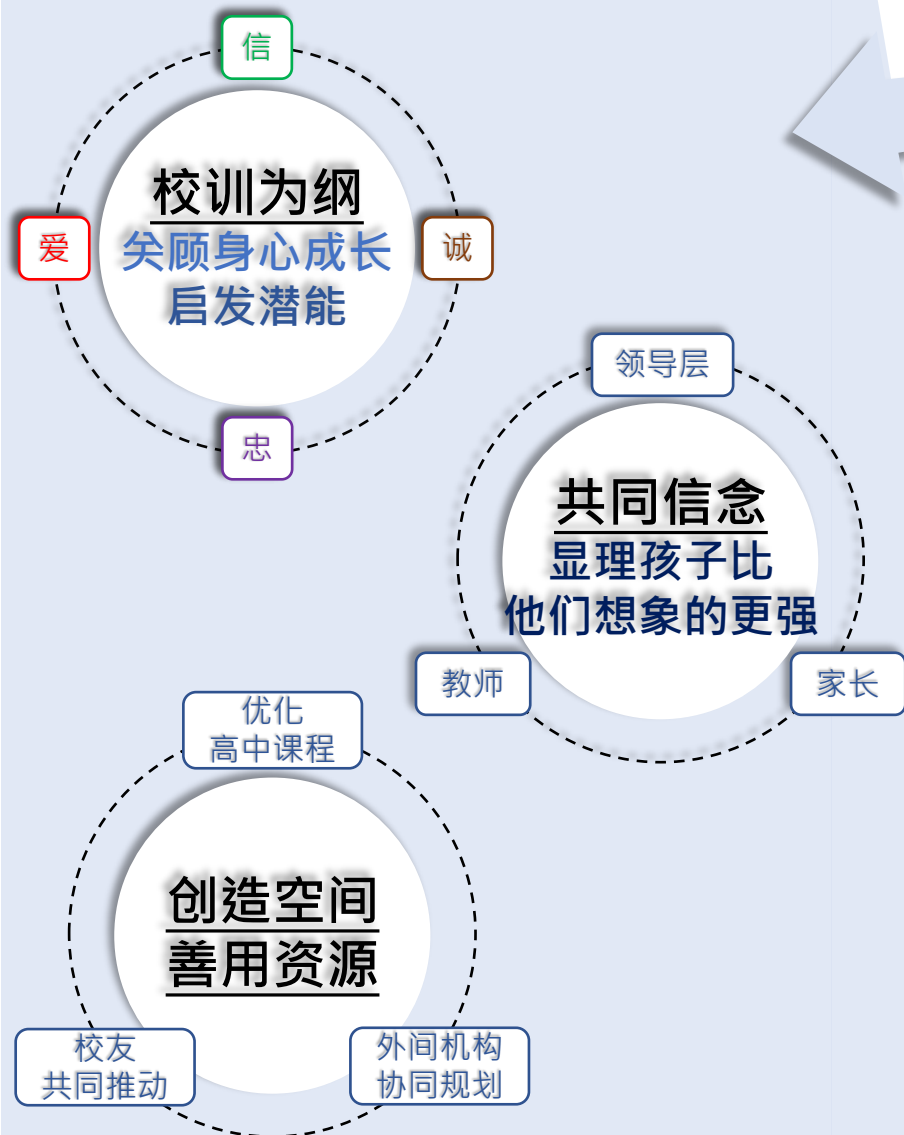 信
校训为纲
关顾身心成长
启发潜能
爱
诚
忠
领导层
共同信念
显理孩子比
他们想象的更强
教师
家长
优化
高中课程
创造空间
善用资源
校友
共同推动
外间机构
协同规划